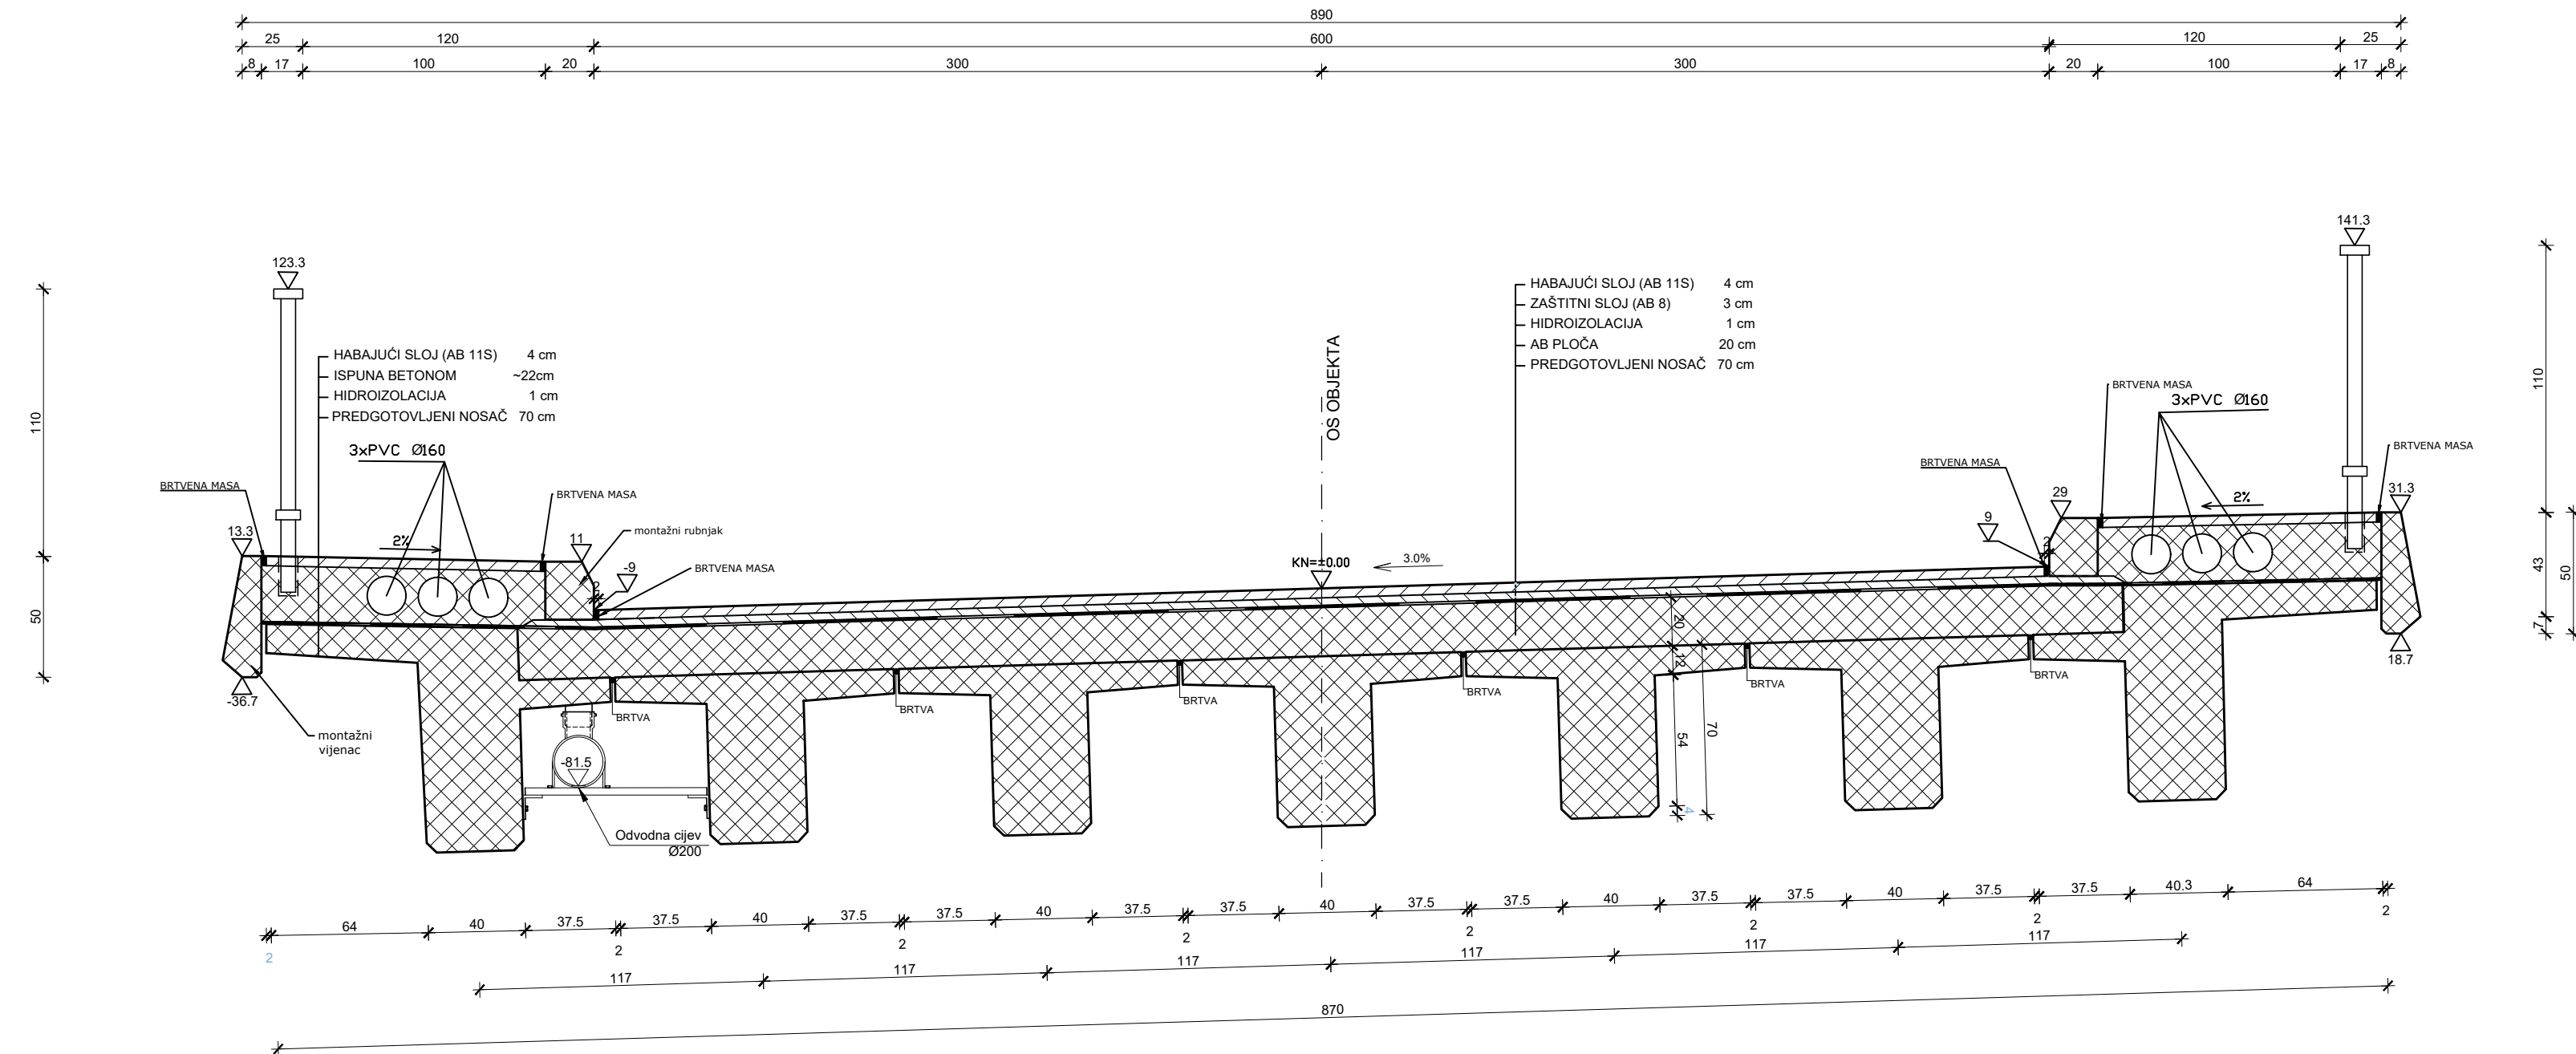 890
25 120 600 120 25
8 17 100 20 300 300 20 100 17 8
141.3
123.3
HABAJUĆI SLOJ (AB 11S) 4 cm
ZAŠTITNI SLOJ (AB 8) 3 cm
HIDROIZOLACIJA 1 cm
AB PLOČA 20 cm
PREDGOTOVLJENI NOSAČ 70 cm
OS OBJEKTA
HABAJUĆI SLOJ (AB 11S) 4 cm
ISPUNA BETONOM ~22cm
HIDROIZOLACIJA 1 cm
PREDGOTOVLJENI NOSAČ 70 cm
110
110
BRTVENA MASA
3xPVC Ø160
3xPVC Ø160
BRTVENA MASA
BRTVENA MASA
BRTVENA MASA
BRTVENA MASA
31.3
29
2%
9
2
montažni rubnjak
13.3
2%
11
KN=±0.00
3.0%
BRTVENA MASA
-9
2
43
50
7
50
20
12
18.7
-36.7
BRTVA
BRTVA
BRTVA
BRTVA
BRTVA
BRTVA
montažni
vijenac
54
70
4
-81.5
Odvodna cijev
Ø200
64 40 37.5 37.5 40 37.5 37.5 40 37.5 37.5 40 37.5 37.5 40 37.5 37.5 40 37.5 37.5 40.3 64
2 2 2 2 2 2 2 2
117 117 117 117 117 117
870